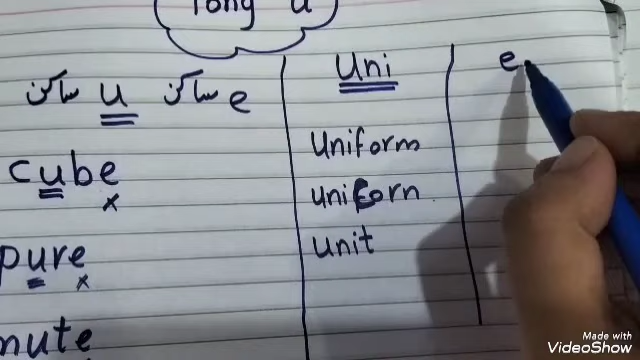 long u
ساکن u ساکن e
cube
x
pure
x
mute
Uni
Uniform
unicorn
Unit
e
Made with
VideoShow